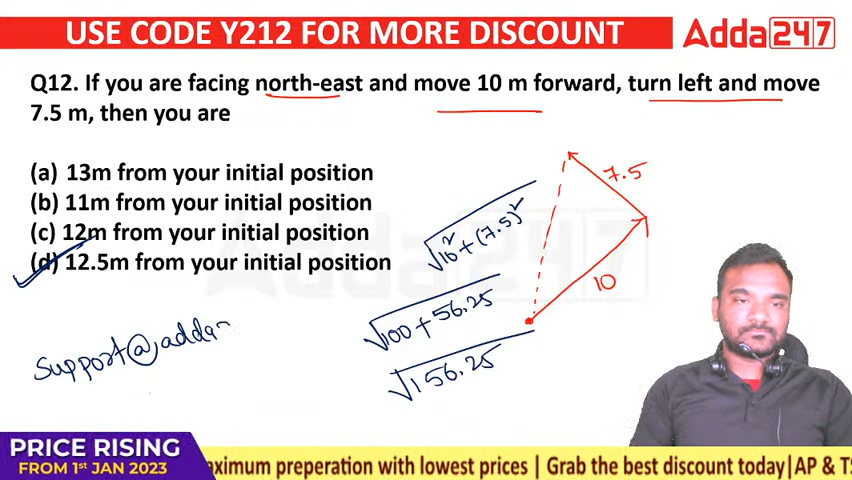 USE CODE Y212 FOR MORE DISCOUNT
Adda247
Q12. If you are facing north-east and move 10 m forward, turn left and move
7.5 m, then you are
(a) 13m from your initial position
(b) 11m from your initial position
(c) 12m from your initial position
(d) 12.5m from your initial position
7.5
10
√10² + (7.5)²
√100 + 56.25
√156.25
Support@adda
Adda247
PRICE RISING
FROM 1ST JAN 2023
aximum preperation with lowest prices | Grab the best discount today|AP & TS